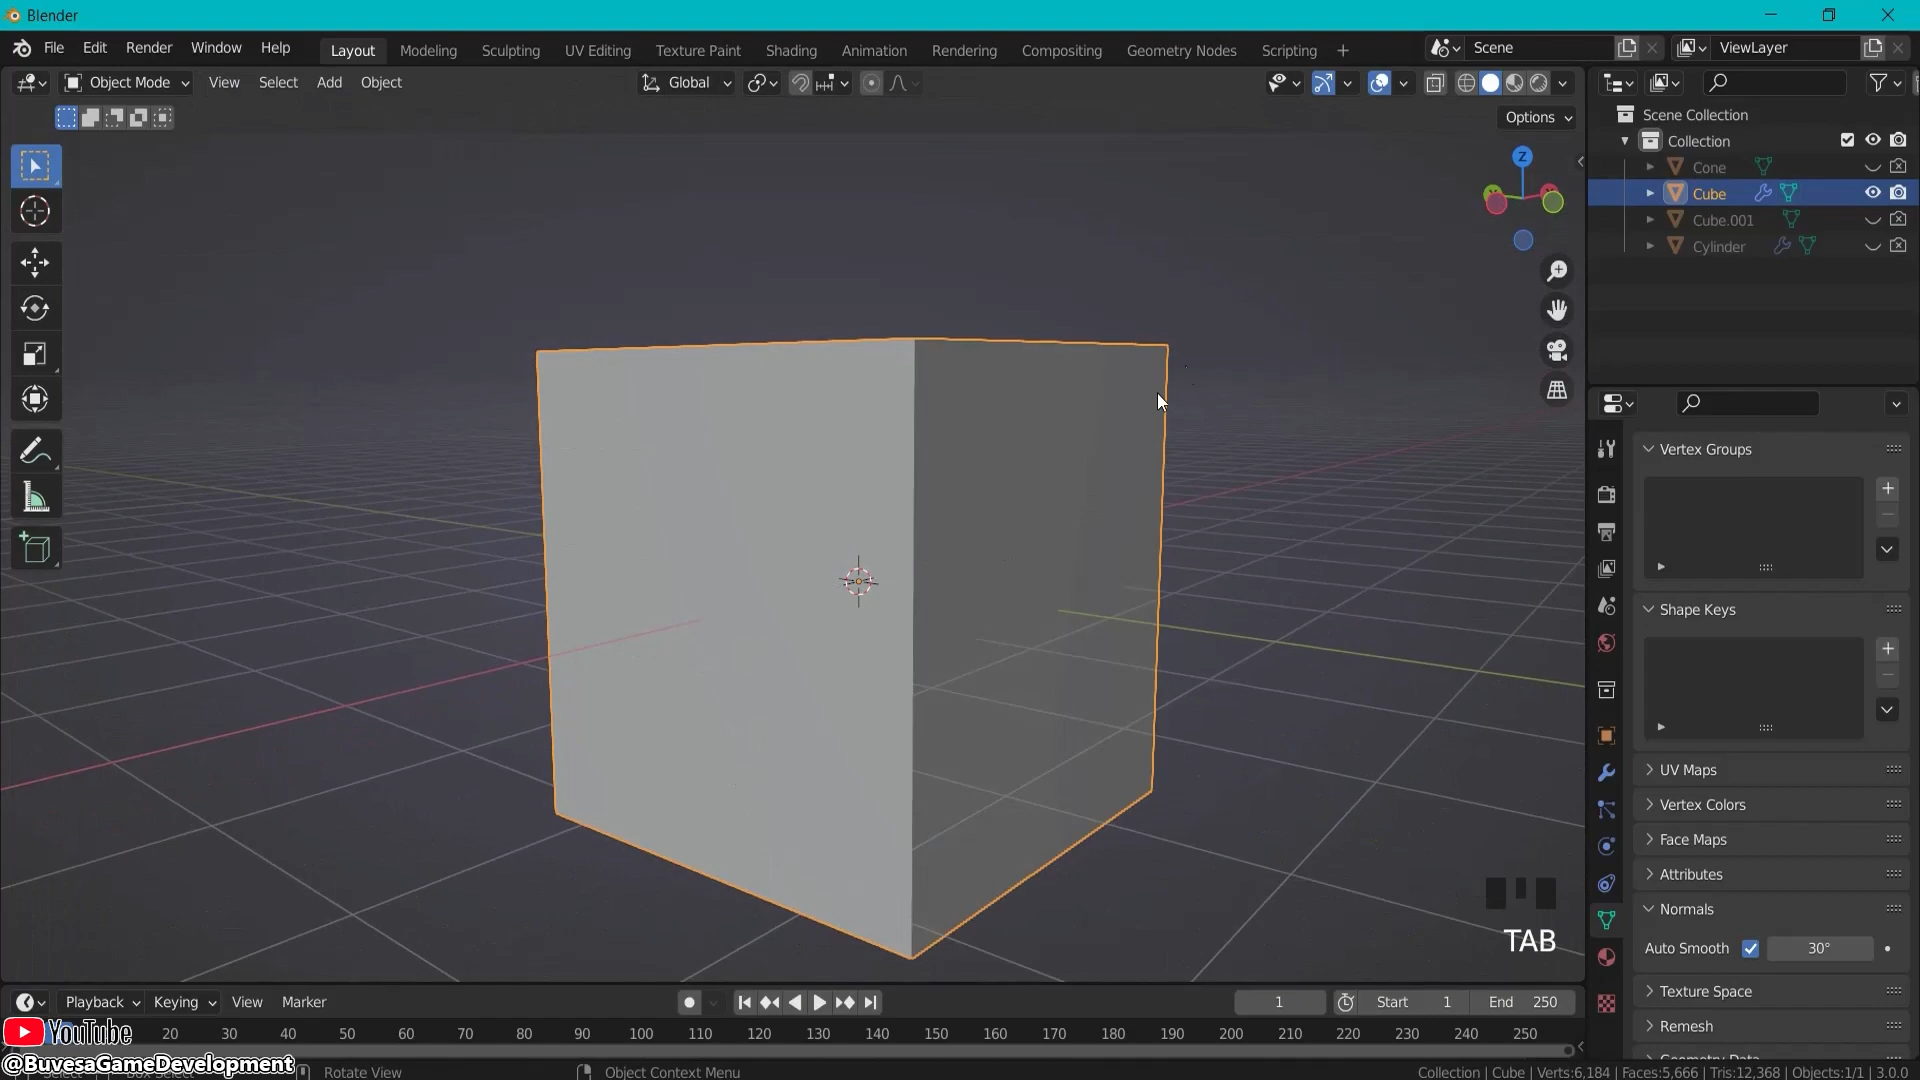 Blender
File Edit Render Window Help Layout Modeling Sculpting UV Editing Texture Paint Shading Animation Rendering Compositing Geometry Nodes Scripting + Scene ViewLayer
Object Mode View Select Add Object Global
Options
Z
Scene Collection
Collection
Cone
Cube
Cube.001
Cylinder
Vertex Groups
Shape Keys
UV Maps
Vertex Colors
Face Maps
Attributes
Normals
Auto Smooth 30°
Texture Space
Remesh
TAB
Playback Keying View Marker 1 Start 1 End 250
20 30 40 50 60 70 80 90 100 110 120 130 140 150 160 170 180 190 200 210 220 230 240 250
YouTube
@BuvesaGameDevelopment
Rotate View Object Context Menu
Collection | Cube | Verts:6,184 | Faces:5,666 | Tris:12,368 | Objects:1/1 | 3.0.0